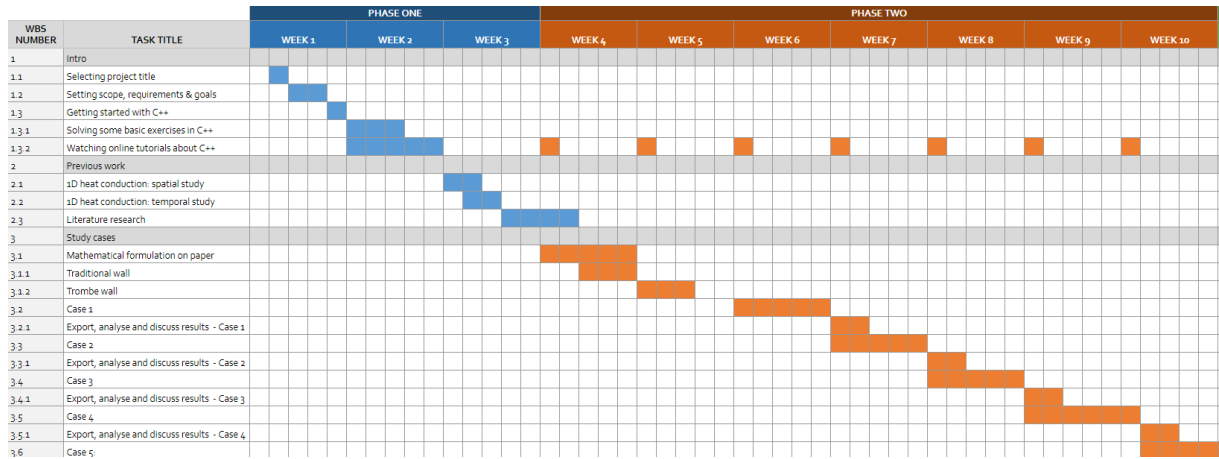 PHASE ONE PHASE TWO
WBS NUMBER TASK TITLE WEEK 1 WEEK 2 WEEK 3 WEEK 4 WEEK 5 WEEK 6 WEEK 7 WEEK 8 WEEK 9 WEEK 10
1 Intro
1.1 Selecting project title
1.2 Setting scope, requirements & goals
1.3 Getting started with C++
1.3.1 Solving some basic exercises in C++
1.3.2 Watching online tutorials about C++
2 Previous work
2.1 1D heat conduction: spatial study
2.2 1D heat conduction: temporal study
2.3 Literature research
3 Study cases
3.1 Mathematical formulation on paper
3.1.1 Traditional wall
3.1.2 Trombe wall
3.2 Case 1
3.2.1 Export, analyse and discuss results - Case 1
3.3 Case 2
3.3.1 Export, analyse and discuss results - Case 2
3.4 Case 3
3.4.1 Export, analyse and discuss results - Case 3
3.5 Case 4
3.5.1 Export, analyse and discuss results - Case 4
3.6 Case 5